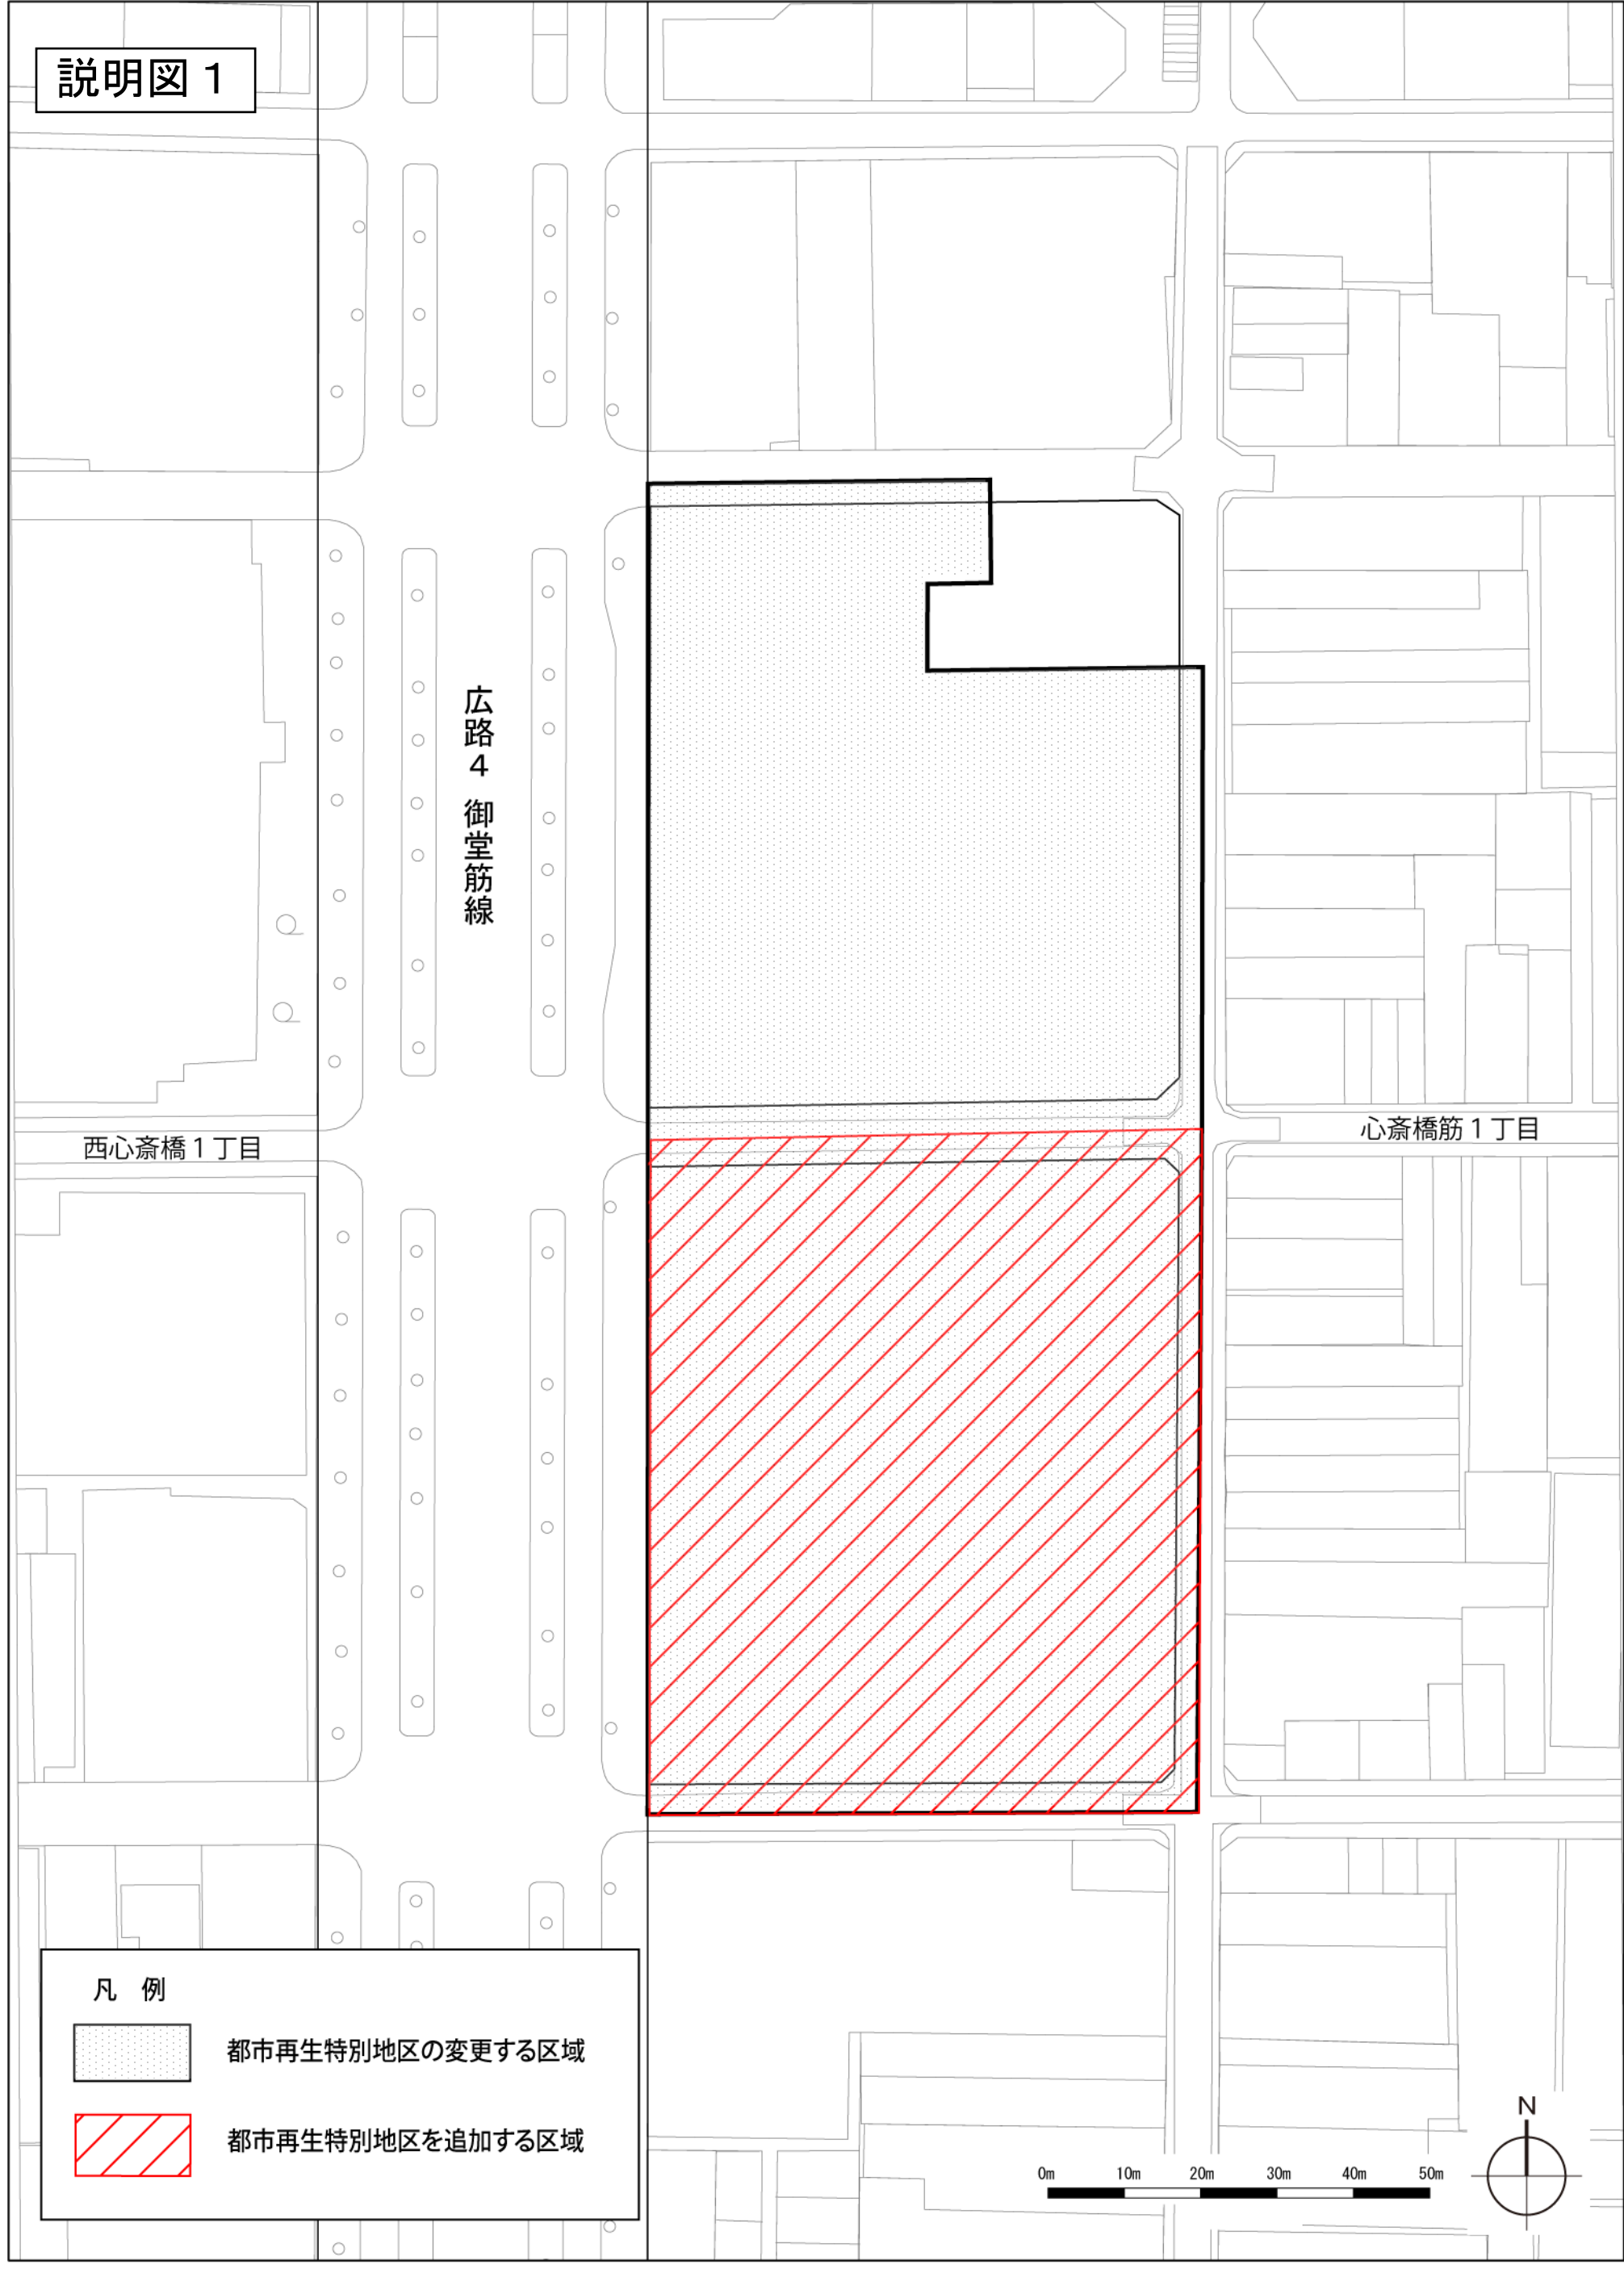 説明図１
広路４ 御堂筋線
西心斎橋１丁目
心斎橋筋１丁目
凡 例
都市再生特別地区の変更する区域
都市再生特別地区を追加する区域
N
0m 10m 20m 30m 40m 50m